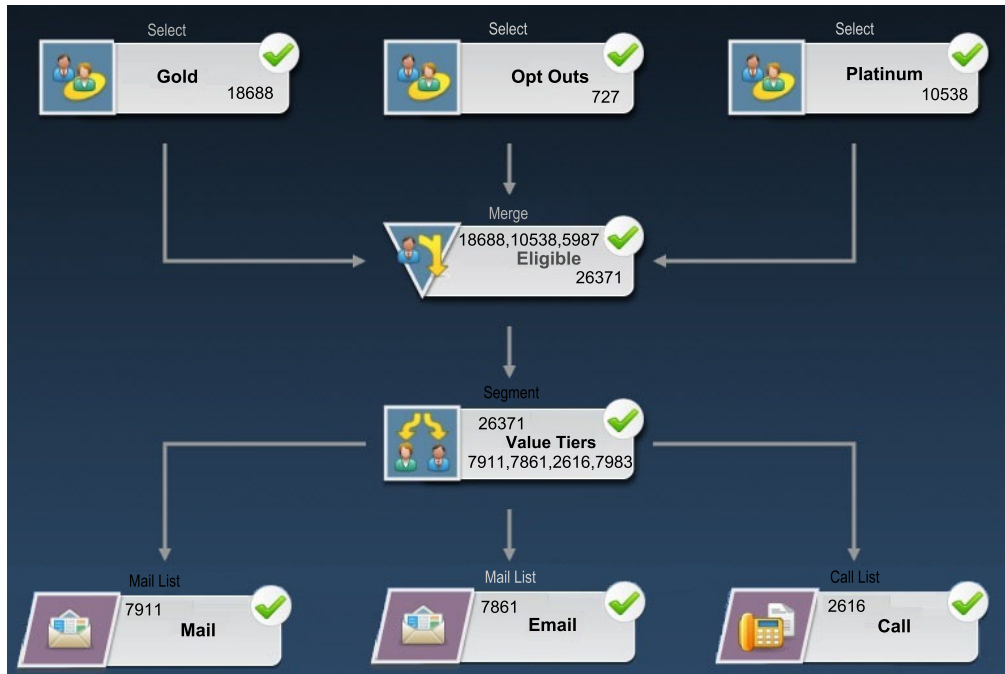 Select
Gold
18688
Select
Opt Outs
727
Select
Platinum
10538
Merge
18688,10538,5987
Eligible
26371
Segment
26371
Value Tiers
7911,7861,2616,7983
Mail List
7911
Mail
Mail List
7861
Email
Call List
2616
Call